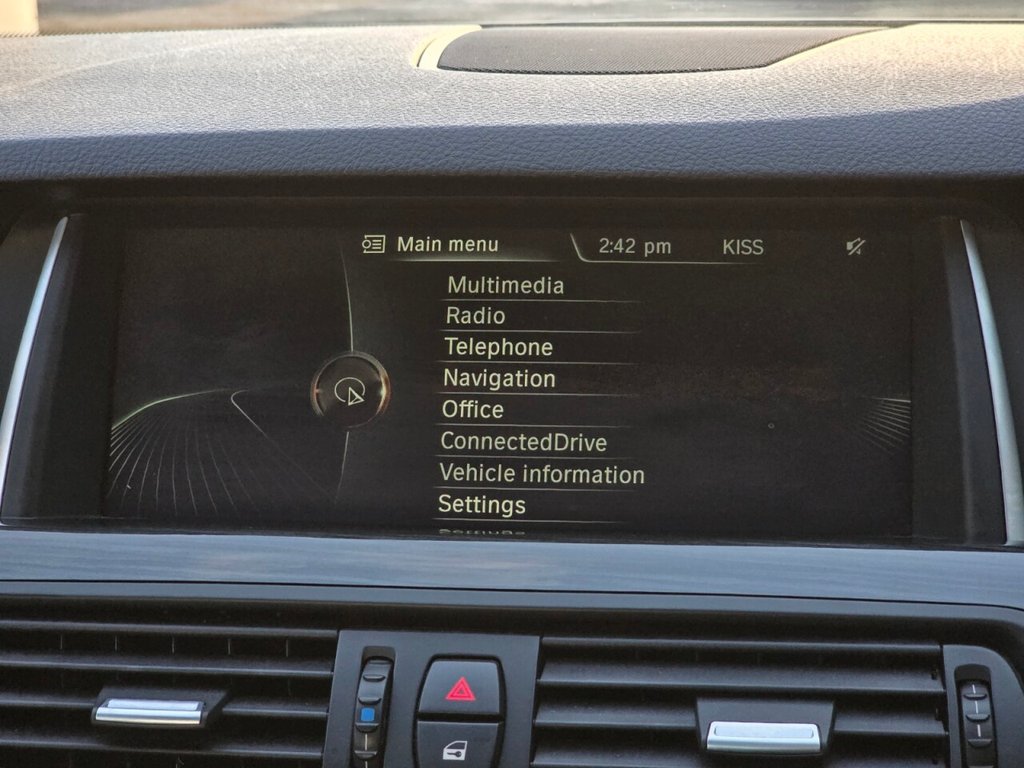 Main menu 2:42 pm KISS
Multimedia
Radio
Telephone
Navigation
Office
ConnectedDrive
Vehicle information
Settings